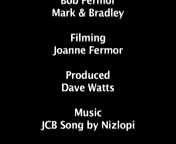 Bob Fermor
Mark & Bradley
Filming
Joanne Fermor
Produced
Dave Watts
Music
JCB Song by Nizlopi